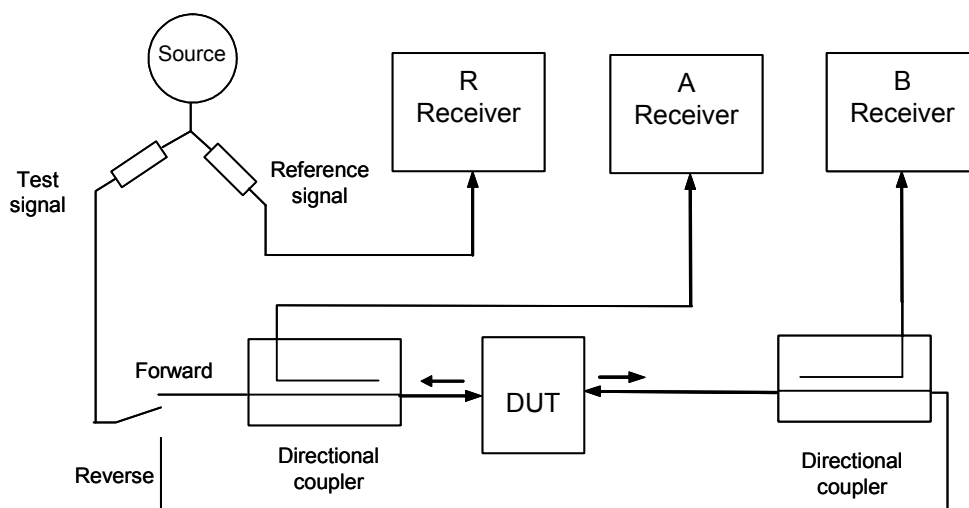 Source
R
Receiver
A
Receiver
B
Receiver
Test
signal
Reference
signal
Forward
DUT
Reverse
Directional
coupler
Directional
coupler